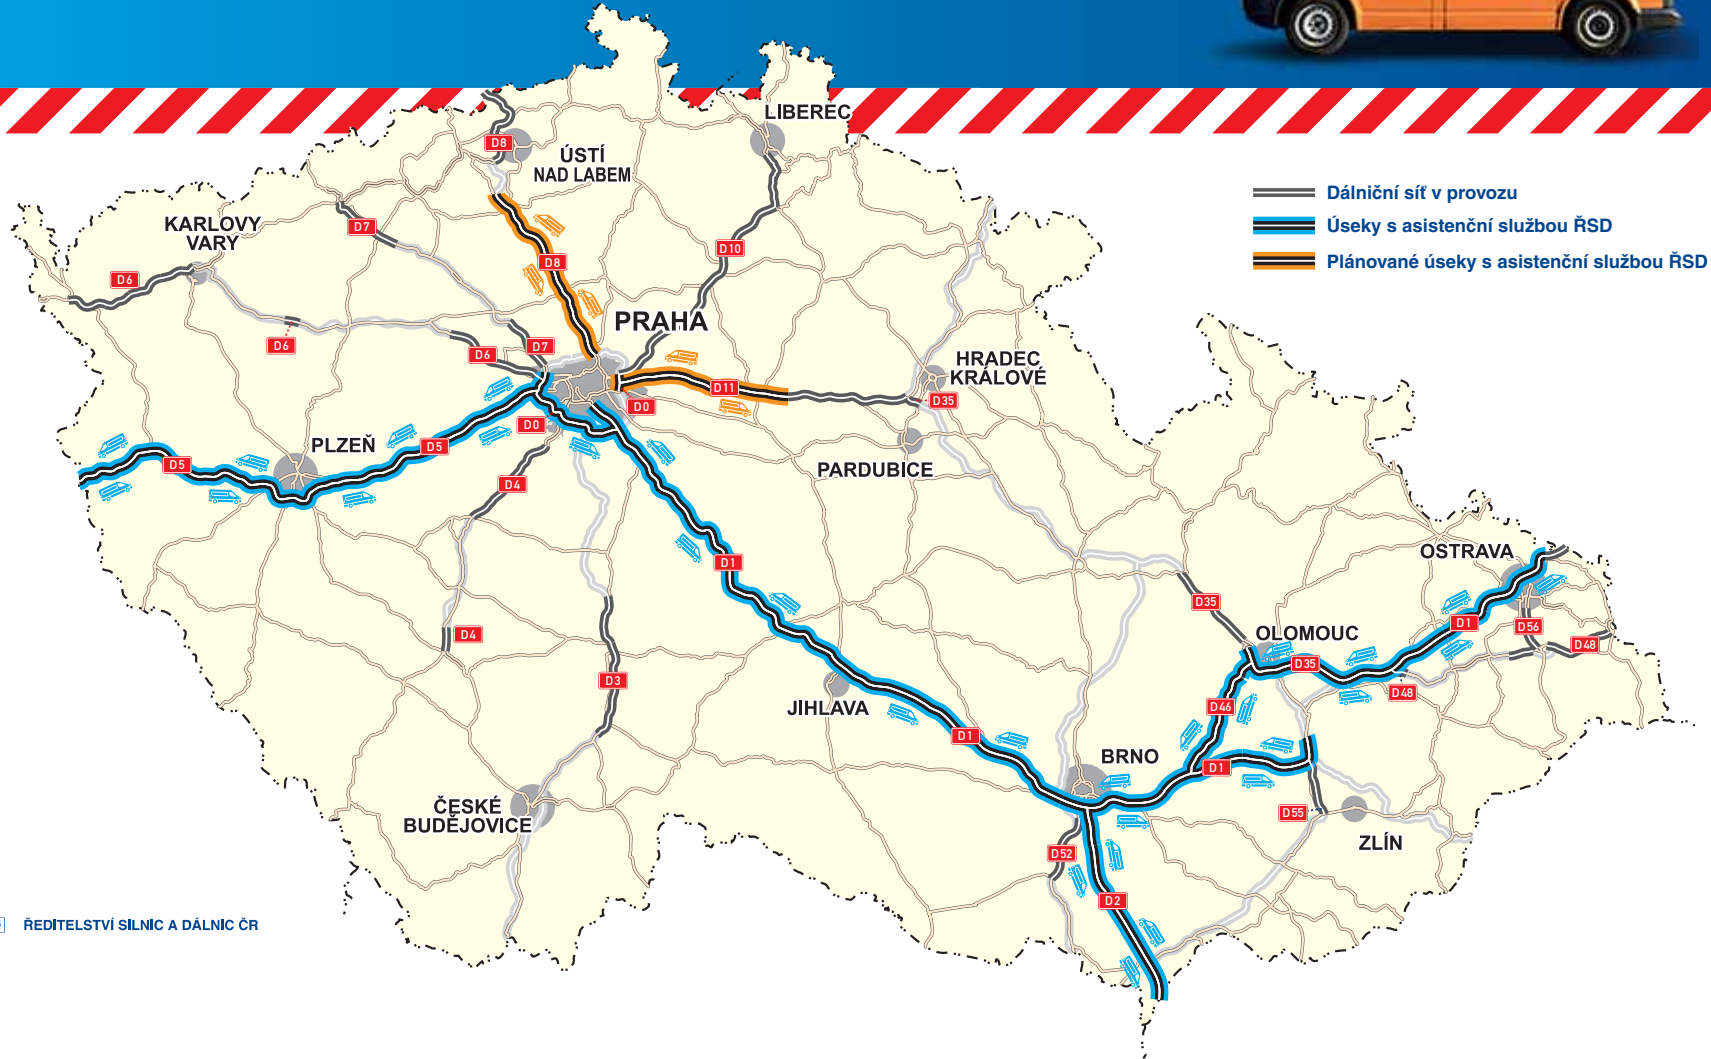 LIBEREC
D8
ÚSTÍ
NAD LABEM
Dálniční síť v provozu
Úseky s asistenční službou ŘSD
Plánované úseky s asistenční službou ŘSD
KARLOVY
VARY
D7
D10
D8
D6
PRAHA
D6
D6
D7
HRADEC
KRÁLOVÉ
D11
D35
D0
D0
PLZEŇ
D5
D5
PARDUBICE
D4
D1
OSTRAVA
D35
D1
D56
D4
OLOMOUC
D48
D35
D3
D48
JIHLAVA
D46
D1
BRNO
D1
ČESKÉ
BUDĚJOVICE
D55
ZLÍN
D52
D2
ŘEDITELSTVÍ SILNIC A DÁLNIC ČR